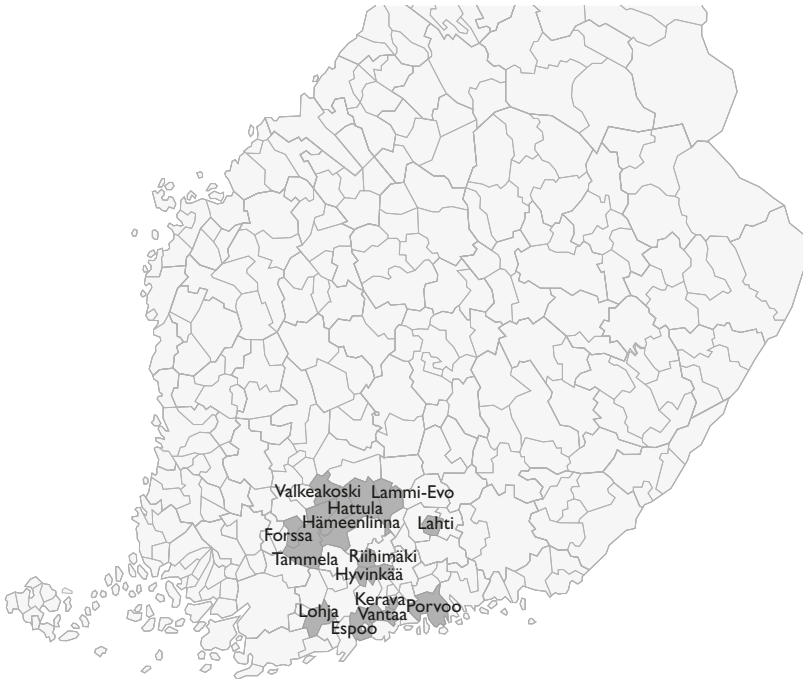 Valkeakoski
Lammi-Evo
Hattula
Hämeenlinna
Lahti
Forssa
Tammela
Riihimäki
Hyvinkää
Kerava
Lohja
Vantaa
Porvoo
Espoo